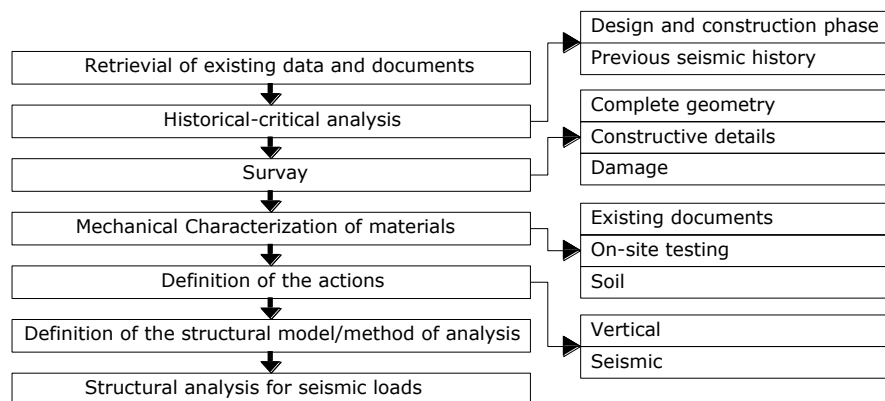 Retrievial of existing data and documents
Historical-critical analysis
Survay
Mechanical Characterization of materials
Definition of the actions
Definition of the structural model/method of analysis
Structural analysis for seismic loads
Design and construction phase
Previous seismic history
Complete geometry
Constructive details
Damage
Existing documents
On-site testing
Soil
Vertical
Seismic